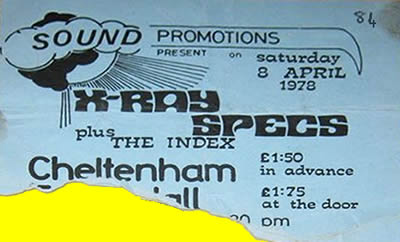 84
SOUND PROMOTIONS
PRESENT on saturday
8 APRIL
1978
X-RAY
SPECS
plus THE INDEX
Cheltenham
£1:50
in advance
£1:75
at the door
pm